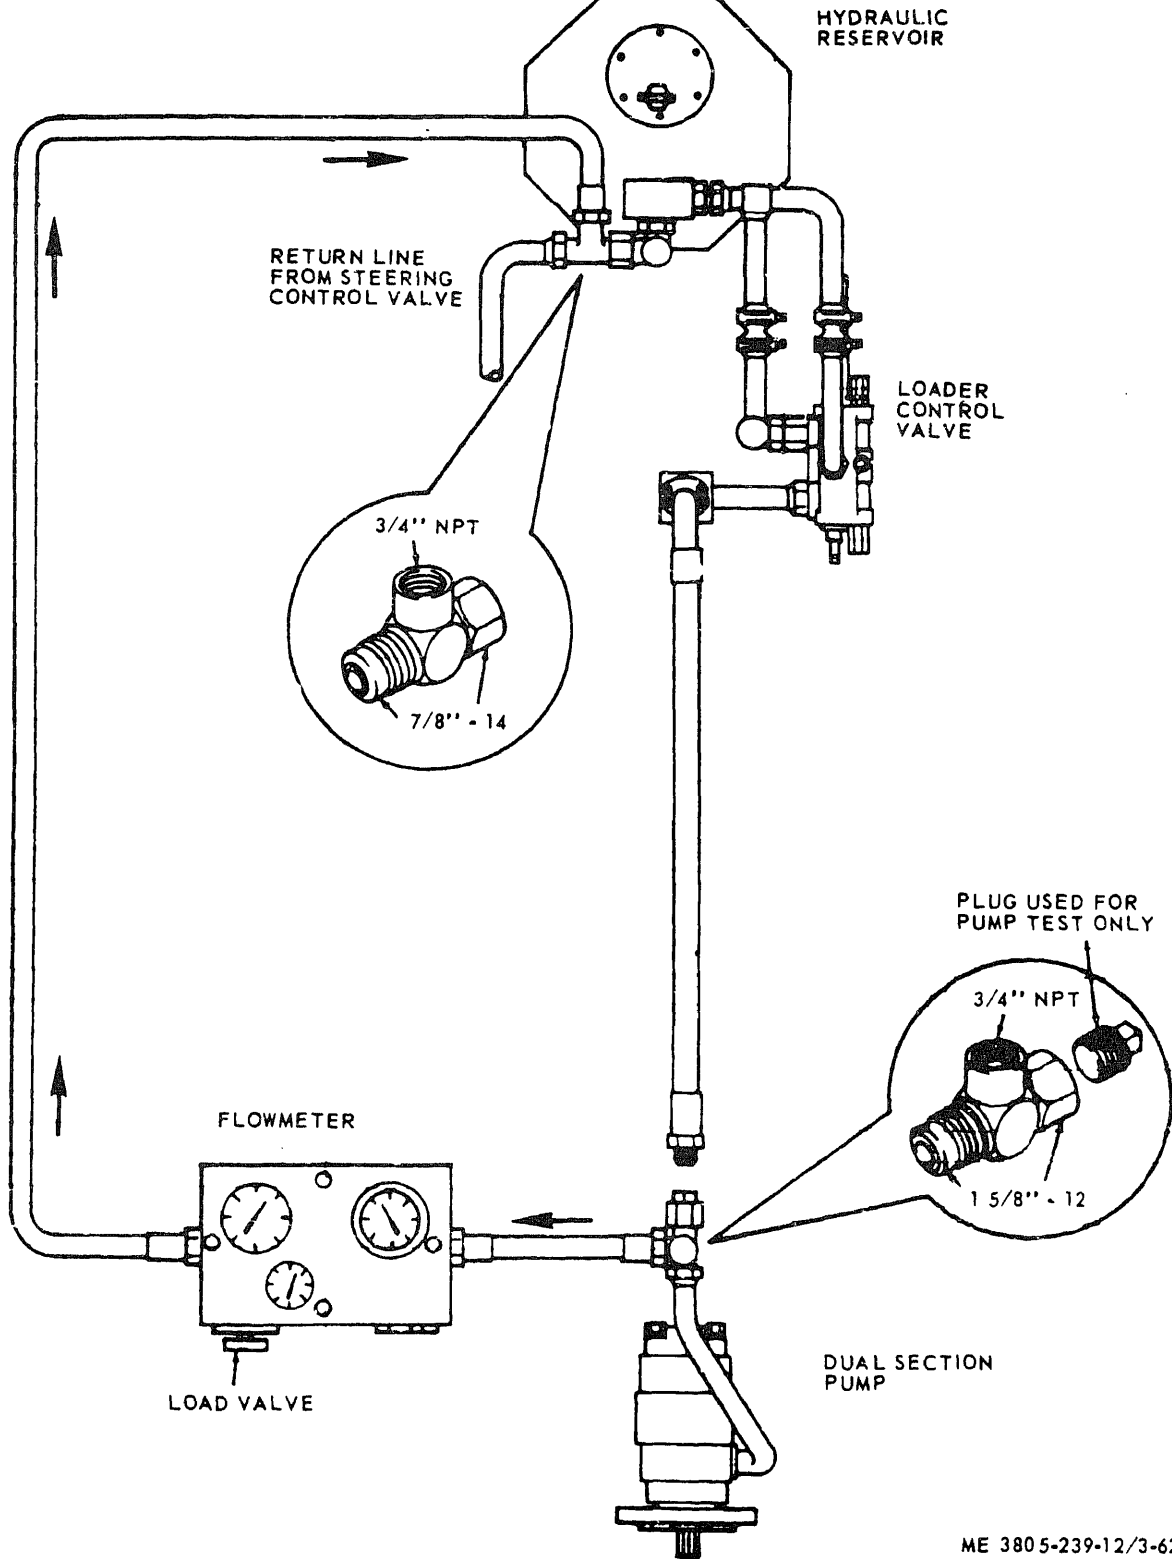 HYDRAULIC
RESERVOIR
RETURN LINE
FROM STEERING
CONTROL VALVE
LOADER
CONTROL
VALVE
3/4'' NPT
7/8'' - 14
PLUG USED FOR
PUMP TEST ONLY
3/4'' NPT
1 5/8'' - 12
FLOWMETER
LOAD VALVE
DUAL SECTION
PUMP